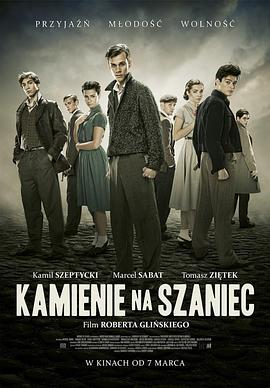 PRZYJAŹŃ MŁODOŚĆ WOLNOŚĆ
Kamil SZEPTYCKI Marcel SABAT Tomasz ZIĘTEK
KAMIENIE NA SZANIEC
Film ROBERTA GLIŃSKIEGO
W KINACH OD 7 MARCA